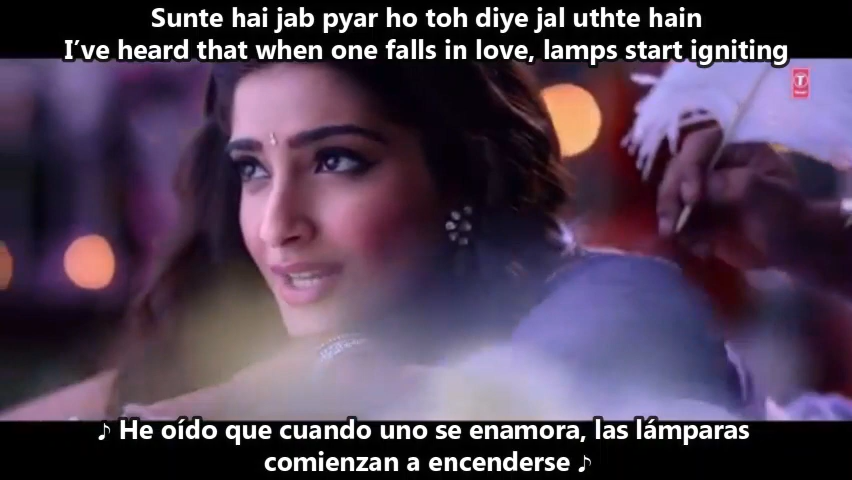 Sunte hai jab pyar ho toh diye jal uthte hain
I’ve heard that when one falls in love, lamps start igniting
♪ He oído que cuando uno se enamora, las lámparas
comienzan a encenderse ♪